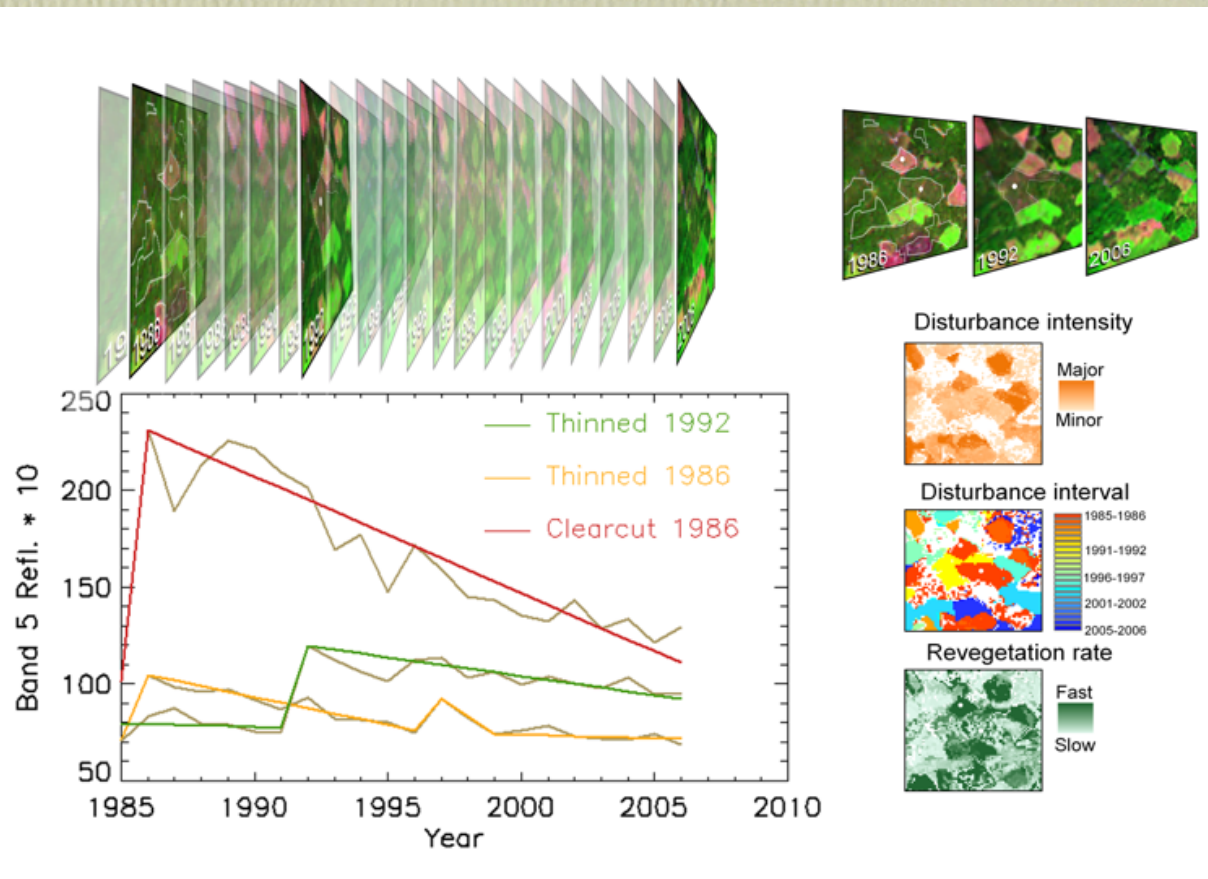 1986
1986
1992
2006
250
200
150
100
50
Band 5 Refl. * 10
Thinned 1992
Thinned 1986
Clearcut 1986
1985
1990
1995
2000
2005
2010
Year
Disturbance intensity
Major
Minor
Disturbance interval
1985-1986
1991-1992
1996-1997
2001-2002
2005-2006
Revegetation rate
Fast
Slow